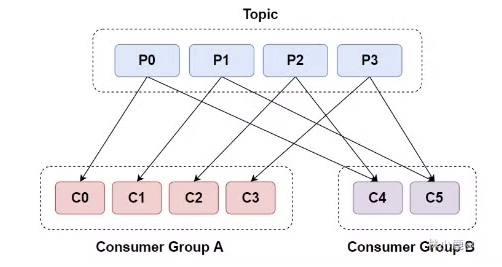 Topic
P0 P1 P2 P3
C0 C1 C2 C3 C4 C5
Consumer Group A Consumer Group B